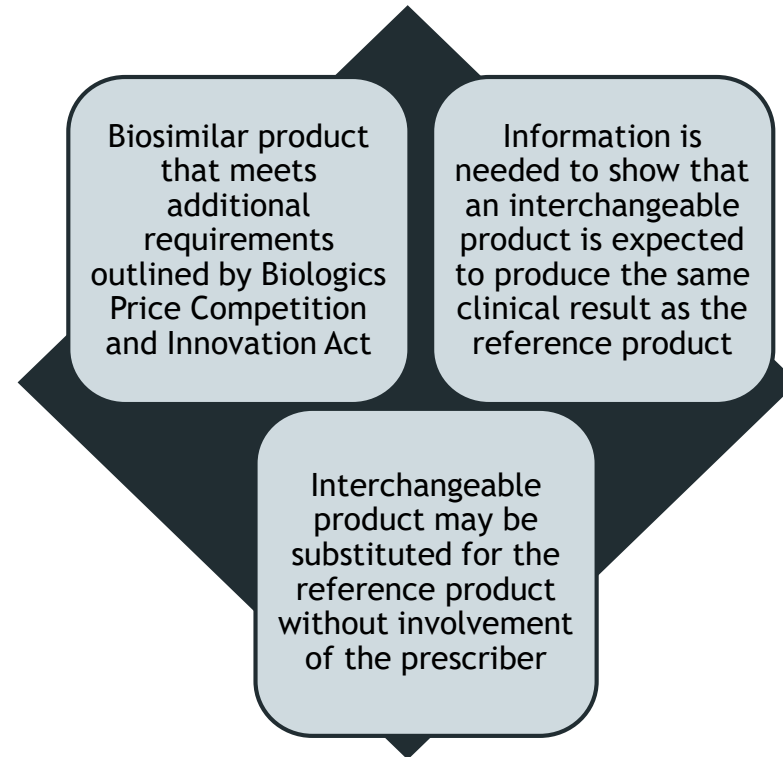 Biosimilar product
that meets
additional
requirements
outlined by Biologics
Price Competition
and Innovation Act
Information is
needed to show that
an interchangeable
product is expected
to produce the same
clinical result as the
reference product
Interchangeable
product may be
substituted for the
reference product
without involvement
of the prescriber